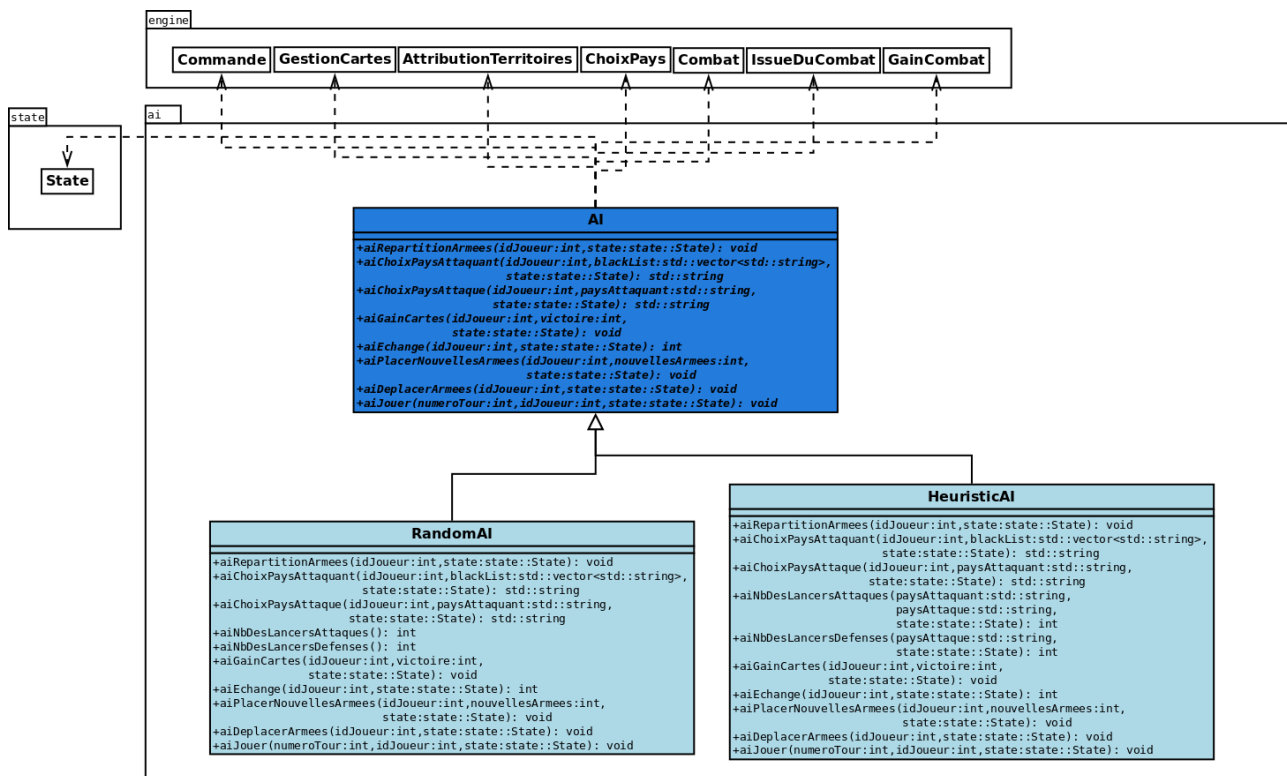 engine
Commande
GestionCartes
AttributionTerritoires
ChoixPays
Combat
IssueDuCombat
GainCombat
state
State
ai
AI
+aiRepartitionArmees(idJoueur:int,state:state::State): void
+aiChoixPaysAttaquant(idJoueur:int,blackList:std::vector<std::string>,
state:state::State): std::string
+aiChoixPaysAttaque(idJoueur:int,paysAttaquant:std::string,
state:state::State): std::string
+aiGainCartes(idJoueur:int,victoire:int,
state:state::State): void
+aiEchange(idJoueur:int,state:state::State): int
+aiPlacerNouvellesArmees(idJoueur:int,nouvellesArmees:int,
state:state::State): void
+aiDeplacerArmees(idJoueur:int,state:state::State): void
+aiJouer(numeroTour:int,idJoueur:int,state:state::State): void
RandomAI
+aiRepartitionArmees(idJoueur:int,state:state::State): void
+aiChoixPaysAttaquant(idJoueur:int,blackList:std::vector<std::string>,
state:state::State): std::string
+aiChoixPaysAttaque(idJoueur:int,paysAttaquant:std::string,
state:state::State): std::string
+aiNbDesLancersAttaques(): int
+aiNbDesLancersDefenses(): int
+aiGainCartes(idJoueur:int,victoire:int,
state:state::State): void
+aiEchange(idJoueur:int,state:state::State): int
+aiPlacerNouvellesArmees(idJoueur:int,nouvellesArmees:int,
state:state::State): void
+aiDeplacerArmees(idJoueur:int,state:state::State): void
+aiJouer(numeroTour:int,idJoueur:int,state:state::State): void
HeuristicAI
+aiRepartitionArmees(idJoueur:int,state:state::State): void
+aiChoixPaysAttaquant(idJoueur:int,blackList:std::vector<std::string>,
state:state::State): std::string
+aiChoixPaysAttaque(idJoueur:int,paysAttaquant:std::string,
state:state::State): std::string
+aiNbDesLancersAttaques(paysAttaquant:std::string,
paysAttaque:std::string,
state:state::State): int
+aiNbDesLancersDefenses(paysAttaque:std::string,
state:state::State): int
+aiGainCartes(idJoueur:int,victoire:int,
state:state::State): void
+aiEchange(idJoueur:int,state:state::State): int
+aiPlacerNouvellesArmees(idJoueur:int,nouvellesArmees:int,
state:state::State): void
+aiDeplacerArmees(idJoueur:int,state:state::State): void
+aiJouer(numeroTour:int,idJoueur:int,state:state::State): void